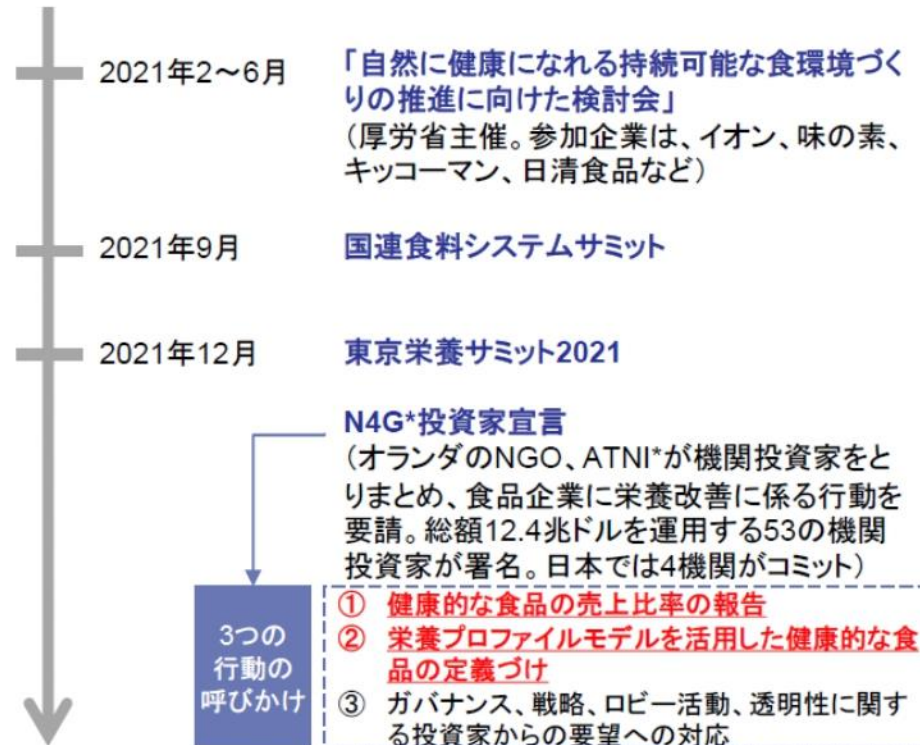 2021年2～6月
「自然に健康になれる持続可能な食環境づく
りの推進に向けた検討会」
（厚労省主催。参加企業は、イオン、味の素、
キッコーマン、日清食品など）
2021年9月
国連食料システムサミット
2021年12月
東京栄養サミット2021
N4G*投資家宣言
（オランダのNGO、ATNI*が機関投資家をと
りまとめ、食品企業に栄養改善に係る行動を
要請。総額12.4兆ドルを運用する53の機関
投資家が署名。日本では4機関がコミット）
3つの
行動の
呼びかけ
① 健康的な食品の売上比率の報告
② 栄養プロファイルモデルを活用した健康的な食
品の定義づけ
③ ガバナンス、戦略、ロビー活動、透明性に関す
る投資家からの要望への対応